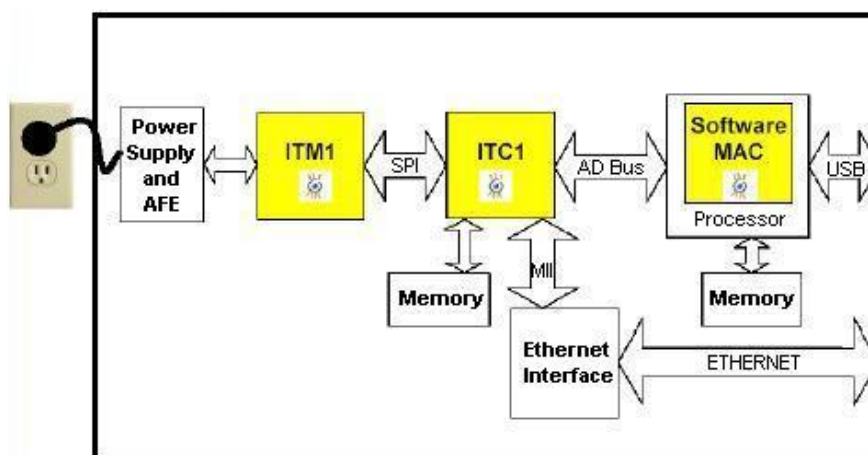 Power
Supply
and
AFE
ITM1
SPI
ITC1
AD Bus
Software
MAC
Processor
USB
Memory
MII
Memory
Ethernet
Interface
ETHERNET